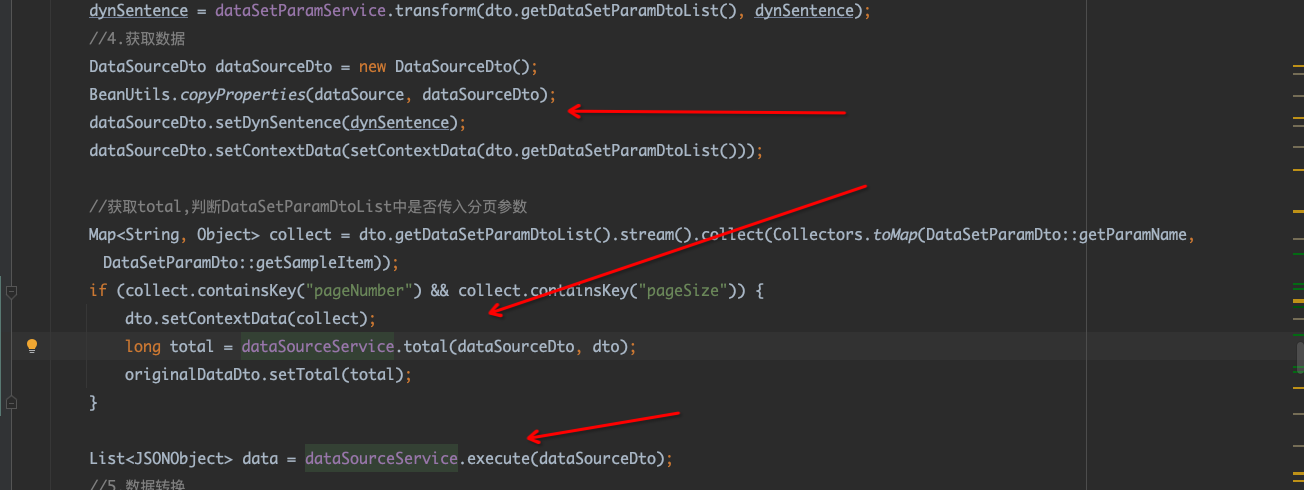 dynSentence = dataSetParamService.transform(dto.getDataSetParamDtoList(), dynSentence);
//4.获取数据
DataSourceDto dataSourceDto = new DataSourceDto();
BeanUtils.copyProperties(dataSource, dataSourceDto);
dataSourceDto.setDynSentence(dynSentence);
dataSourceDto.setContextData(setContextData(dto.getDataSetParamDtoList()));
//获取total,判断DataSetParamDtoList中是否传入分页参数
Map<String, Object> collect = dto.getDataSetParamDtoList().stream().collect(Collectors.toMap(DataSetParamDto::getParamName,
DataSetParamDto::getSampleItem));
if (collect.containsKey("pageNumber") && collect.containsKey("pageSize")) {
dto.setContextData(collect);
long total = dataSourceService.total(dataSourceDto, dto);
originalDataDto.setTotal(total);
}
List<JSONObject> data = dataSourceService.execute(dataSourceDto);
//5.数据转换